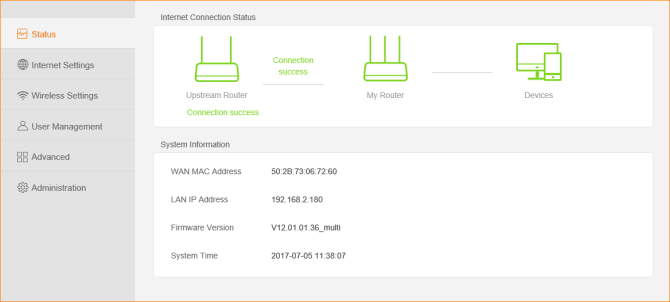 Internet Connection Status
Status
Internet Settings
Wireless Settings
User Management
Advanced
Administration
Connection
success
Upstream Router
My Router
Devices
Connection success
System Information
WAN MAC Address 50:2B:73:06:72:60
LAN IP Address 192.168.2.180
Firmware Version V12.01.01.36_multi
System Time 2017-07-05 11:38:07